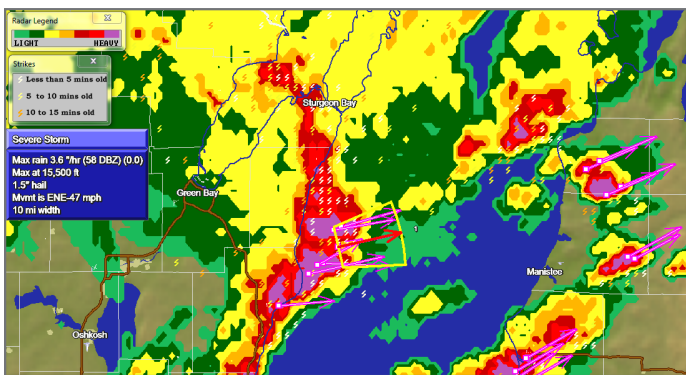 Radar Legend
X
LIGHT HEAVY
Strikes
X
Less than 5 mins old
5 to 10 mins old
10 to 15 mins old
Severe Storm
Max rain 3.6 "/hr (58 DBZ) (0.0)
Max at 15,500 ft
1.5" hail
Mvmt is ENE-47 mph
10 mi width
Sturgeon Bay
Green Bay
1
Manistee
Oshkosh